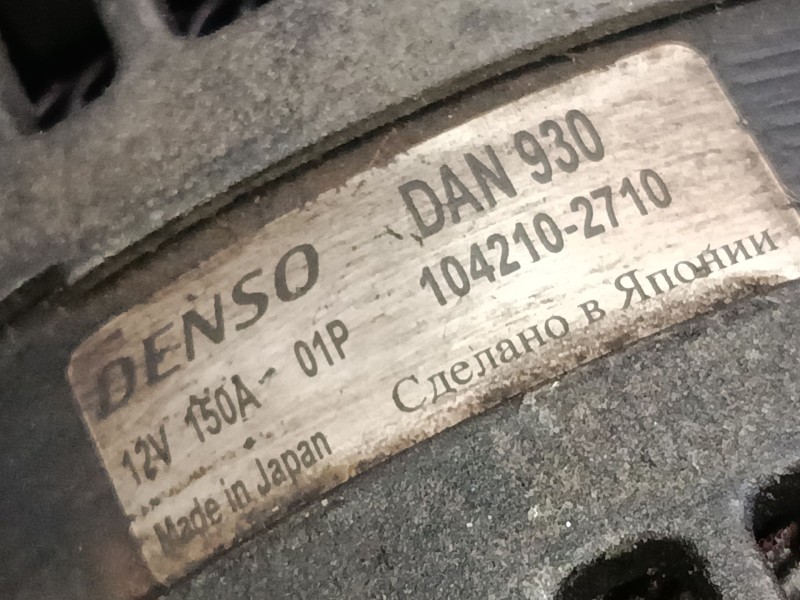 DENSO DAN 930
12V 150A 01P 104210-2710
Made in Japan Сделано в Японии